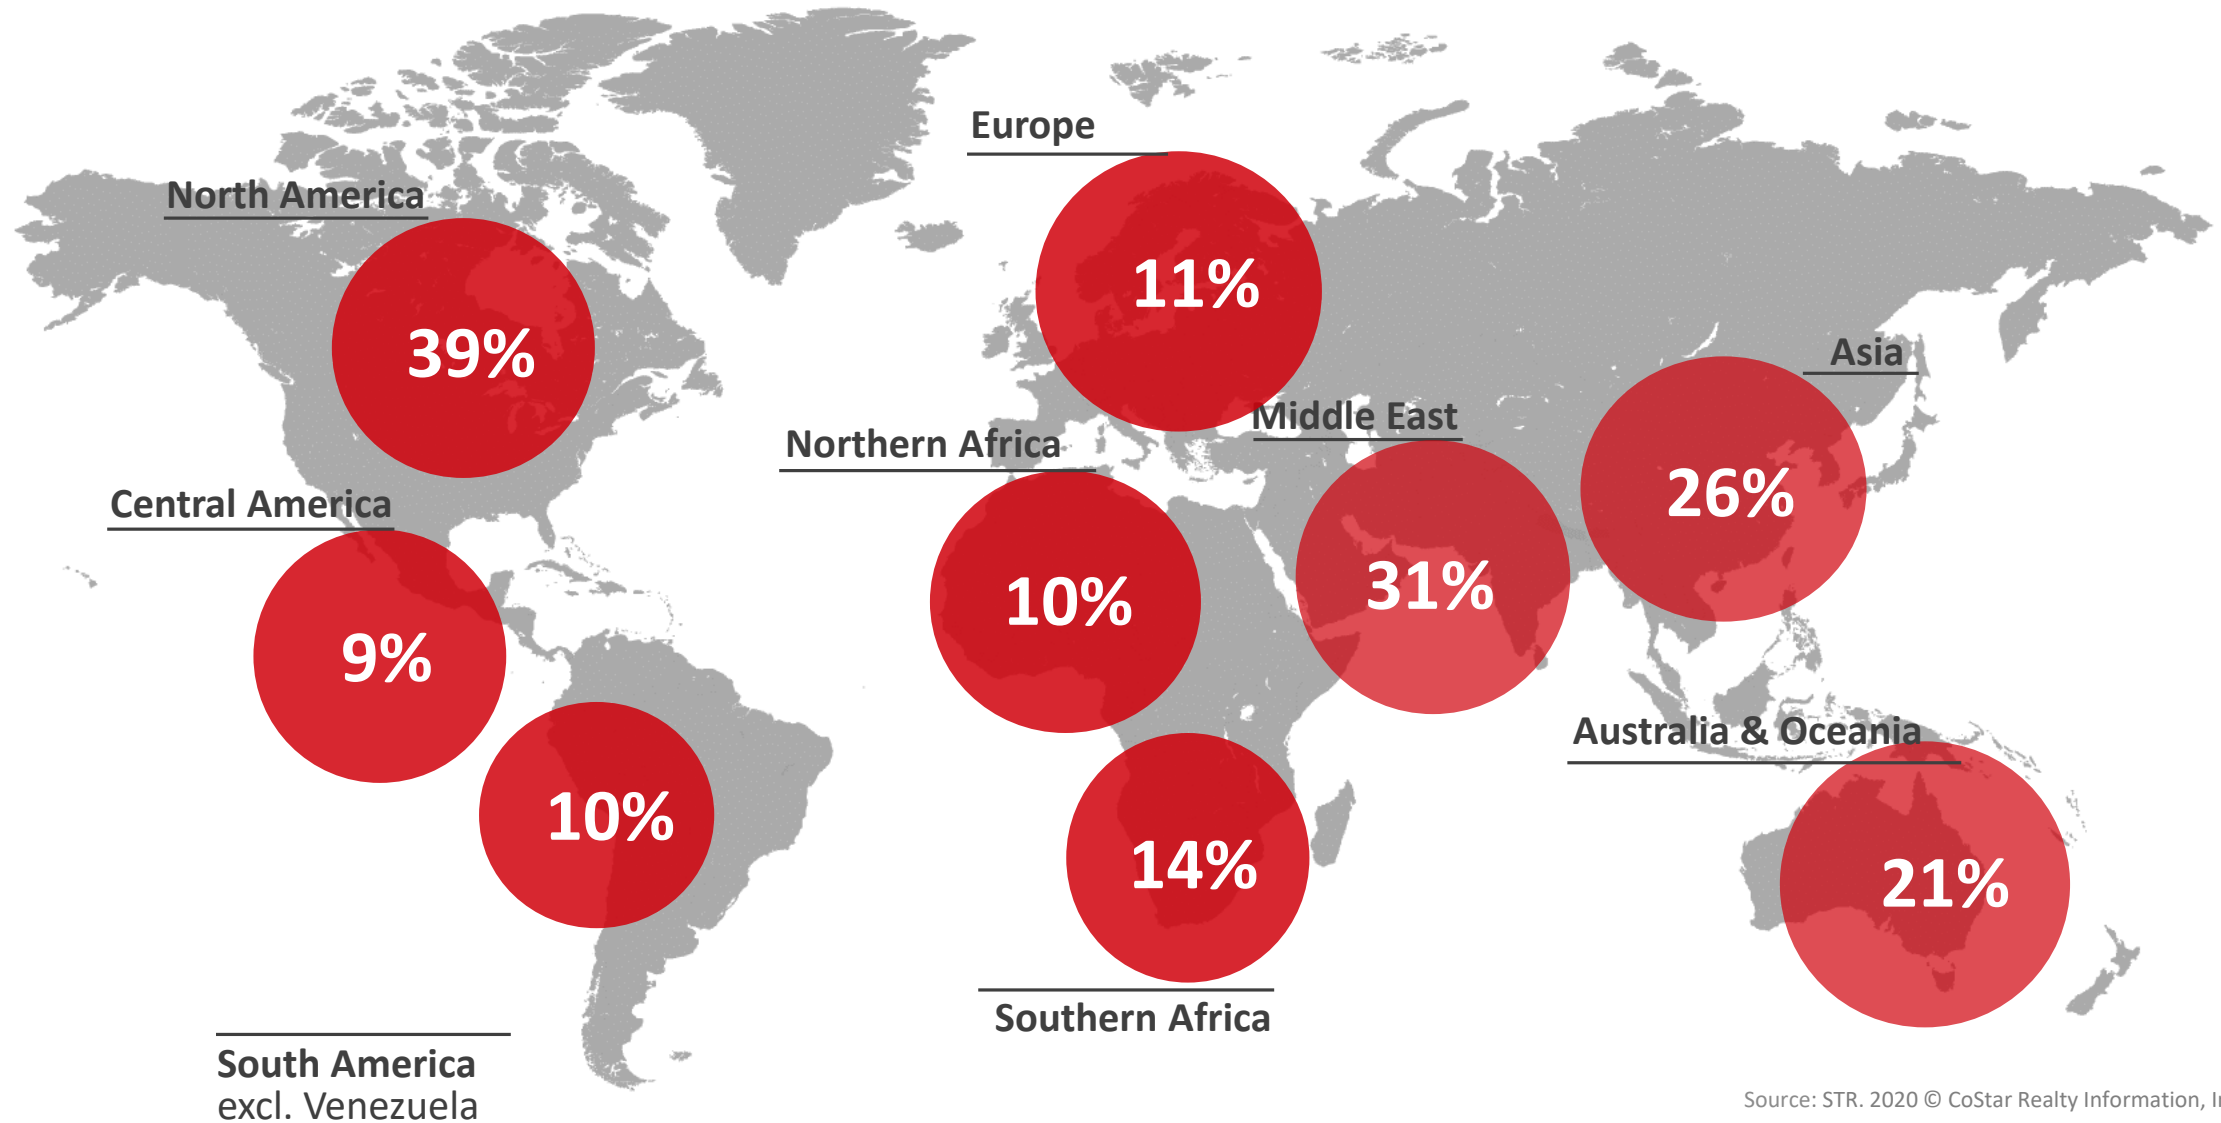 Europe
11%
North America
39%
Asia
26%
Middle East
31%
Northern Africa
10%
Central America
9%
South America
excl. Venezuela
10%
Southern Africa
14%
Australia & Oceania
21%
Source: STR. 2020 © CoStar Realty Information,